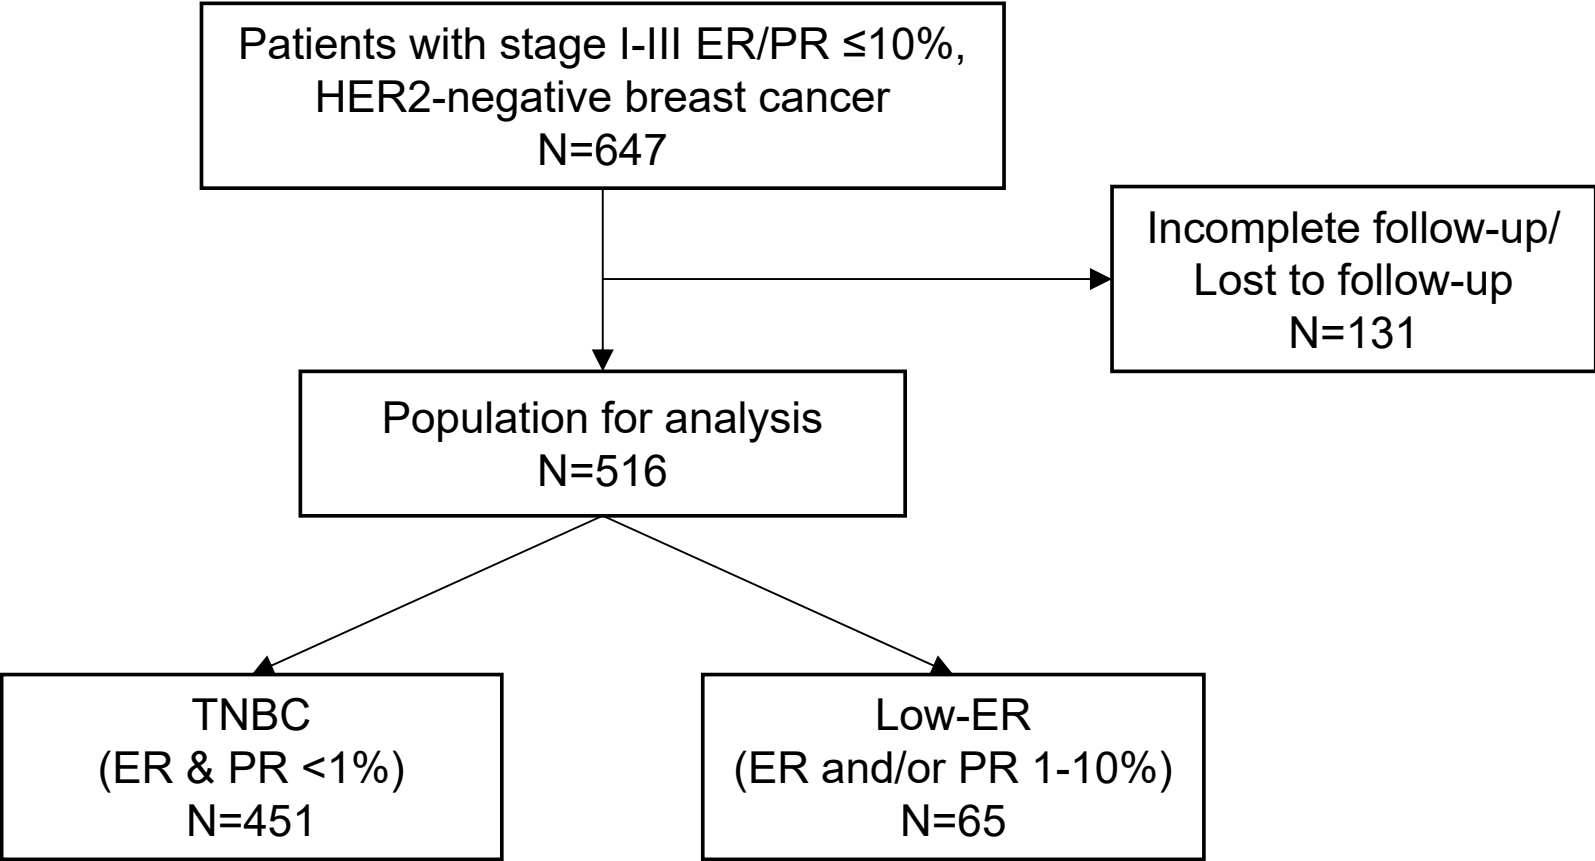 Patients with stage I-III ER/PR ≤10%,
HER2-negative breast cancer
N=647
Incomplete follow-up/
Lost to follow-up
N=131
Population for analysis
N=516
TNBC
(ER & PR <1%)
N=451
Low-ER
(ER and/or PR 1-10%)
N=65